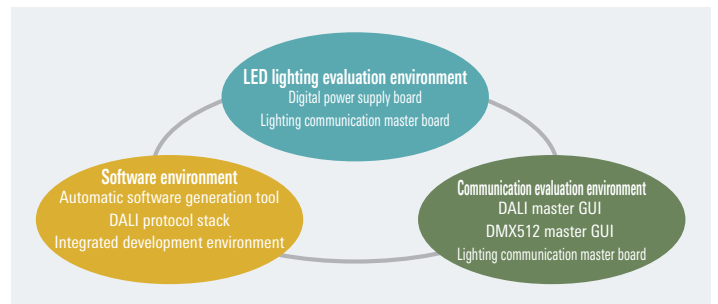 LED lighting evaluation environment
Digital power supply board
Lighting communication master board
Software environment
Automatic software generation tool
DALI protocol stack
Integrated development environment
Communication evaluation environment
DALI master GUI
DMX512 master GUI
Lighting communication master board